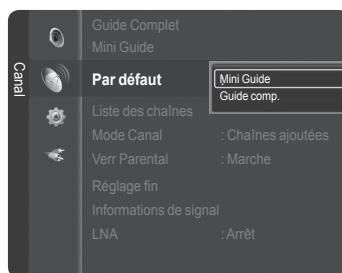 Canal
Guide Complet
Mini Guide
Par défaut
Mini Guide
Guide comp.
Liste des chaînes
Mode Canal : Chaînes ajoutées
Verr Parental : Marche
Réglage fin
Informations de signal
LNA : Arrêt